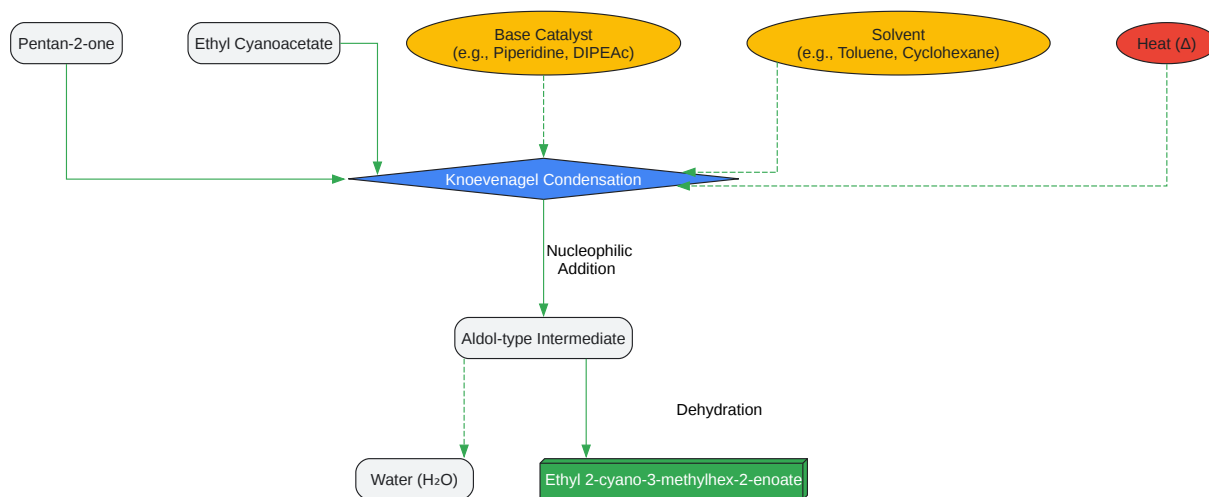 Pentan-2-one
Ethyl Cyanoacetate
Base Catalyst
(e.g., Piperidine, DIPEAc)
Solvent
(e.g., Toluene, Cyclohexane)
Heat (Δ)
Knoevenagel Condensation
Nucleophilic
Addition
Aldol-type Intermediate
Dehydration
Water (H₂O)
Ethyl 2-cyano-3-methylhex-2-enoate